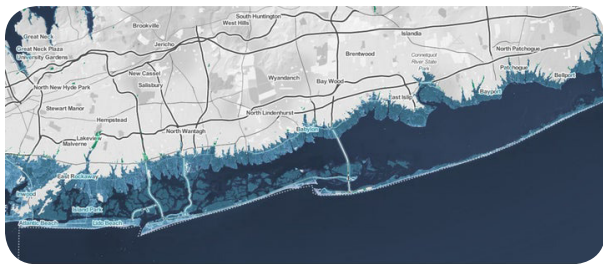 South Huntington
West Hills
Brookville
Great Neck
Great Neck Plaza
University Gardens
Jericho
Islandia
North Patchogue
Brentwood
Connetquot
River State
Park
Patchogue
Bellport
New Cassel
Salisbury
Wyandanch
Bay Wood
North New Hyde Park
Bayport
East Islip
Stewart Manor
Hempstead
North Lindenhurst
North Wantagh
Babylon
Lakeview
Malverne
East Rockaway
Inwood
Island Park
Atlantic Beach
Lido Beach